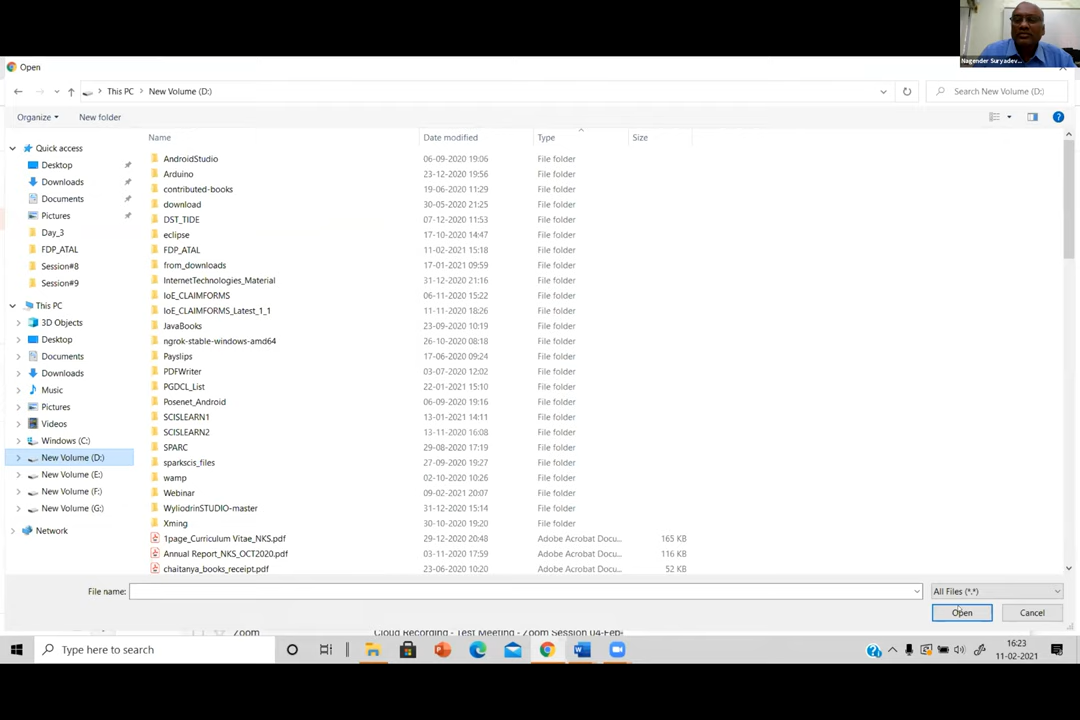 Nagender Suryadev...
Open
This PC > New Volume (D:)
Search New Volume (D:)
Organize
New folder
Name Date modified Type Size
Quick access
Desktop
Downloads
Documents
Pictures
Day_3
FDP_ATAL
Session#8
Session#9
This PC
3D Objects
Desktop
Documents
Downloads
Music
Pictures
Videos
Windows (C:)
New Volume (D:)
New Volume (E:)
New Volume (F:)
New Volume (G:)
Network
AndroidStudio 06-09-2020 19:06 File folder
Arduino 23-12-2020 19:56 File folder
contributed-books 19-06-2020 11:29 File folder
download 30-05-2020 21:25 File folder
DST_TIDE 07-12-2020 11:53 File folder
eclipse 17-10-2020 14:47 File folder
FDP_ATAL 11-02-2021 15:18 File folder
from_downloads 17-01-2021 09:59 File folder
InternetTechnologies_Material 31-12-2020 21:16 File folder
IoE_CLAIMFORMS 06-11-2020 15:22 File folder
IoE_CLAIMFORMS_Latest_1_1 11-11-2020 18:26 File folder
JavaBooks 23-09-2020 10:19 File folder
ngrok-stable-windows-amd64 26-10-2020 08:18 File folder
Payslips 17-06-2020 09:24 File folder
PDFWriter 03-07-2020 12:02 File folder
PGDCL_List 22-01-2021 15:10 File folder
Posenet_Android 06-09-2020 19:16 File folder
SCISLEARN1 13-01-2021 14:11 File folder
SCISLEARN2 13-11-2020 16:08 File folder
SPARC 29-08-2020 17:19 File folder
sparkscis_files 27-09-2020 19:27 File folder
wamp 02-10-2020 10:26 File folder
Webinar 09-02-2021 20:07 File folder
WyliodrinSTUDIO-master 31-12-2020 15:14 File folder
Xming 30-10-2020 19:20 File folder
1page_Curriculum Vitae_NKS.pdf 29-12-2020 20:48 Adobe Acrobat Docu... 165 KB
Annual Report_NKS_OCT2020.pdf 03-11-2020 17:59 Adobe Acrobat Docu... 116 KB
chaitanya_books_receipt.pdf 23-06-2020 10:20 Adobe Acrobat Docu... 52 KB
File name:
All Files (*.*)
Open
Cancel
Zoom Cloud Recording - Test Meeting - Zoom Session 04-Feb-
Type here to search
16:23
11-02-2021